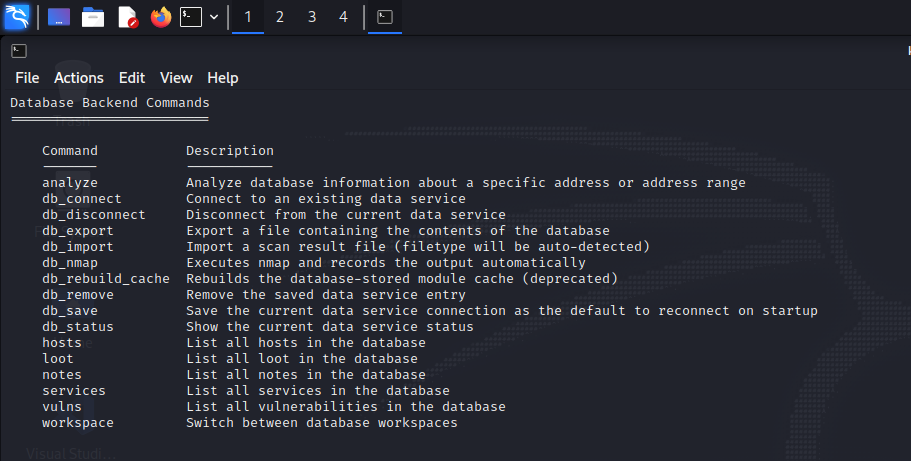 1 2 3 4
File Actions Edit View Help
Database Backend Commands
=========================
Command Description
------- -----------
analyze Analyze database information about a specific address or address range
db_connect Connect to an existing data service
db_disconnect Disconnect from the current data service
db_export Export a file containing the contents of the database
db_import Import a scan result file (filetype will be auto-detected)
db_nmap Executes nmap and records the output automatically
db_rebuild_cache Rebuilds the database-stored module cache (deprecated)
db_remove Remove the saved data service entry
db_save Save the current data service connection as the default to reconnect on startup
db_status Show the current data service status
hosts List all hosts in the database
loot List all loot in the database
notes List all notes in the database
services List all services in the database
vulns List all vulnerabilities in the database
workspace Switch between database workspaces
Visual Studi...